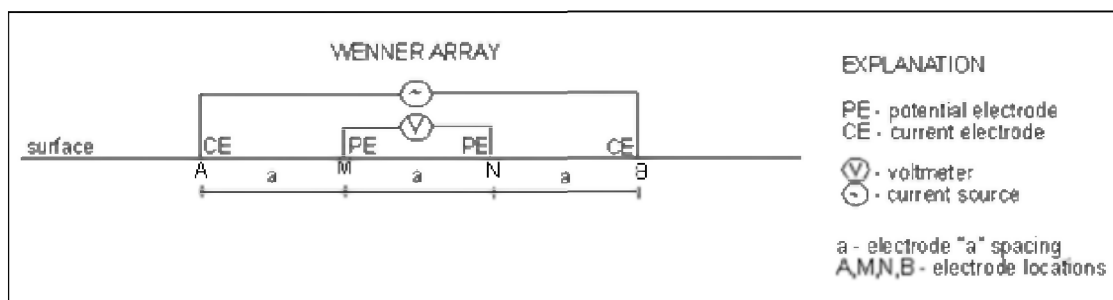 WENNER ARRAY
surface
CE
PE
V
PE
CE
A
M
N
B
a
a
a
EXPLANATION
PE - potential electrode
CE - current electrode
V - voltmeter
~ - current source
a - electrode "a" spacing
A,M,N,B - electrode locations